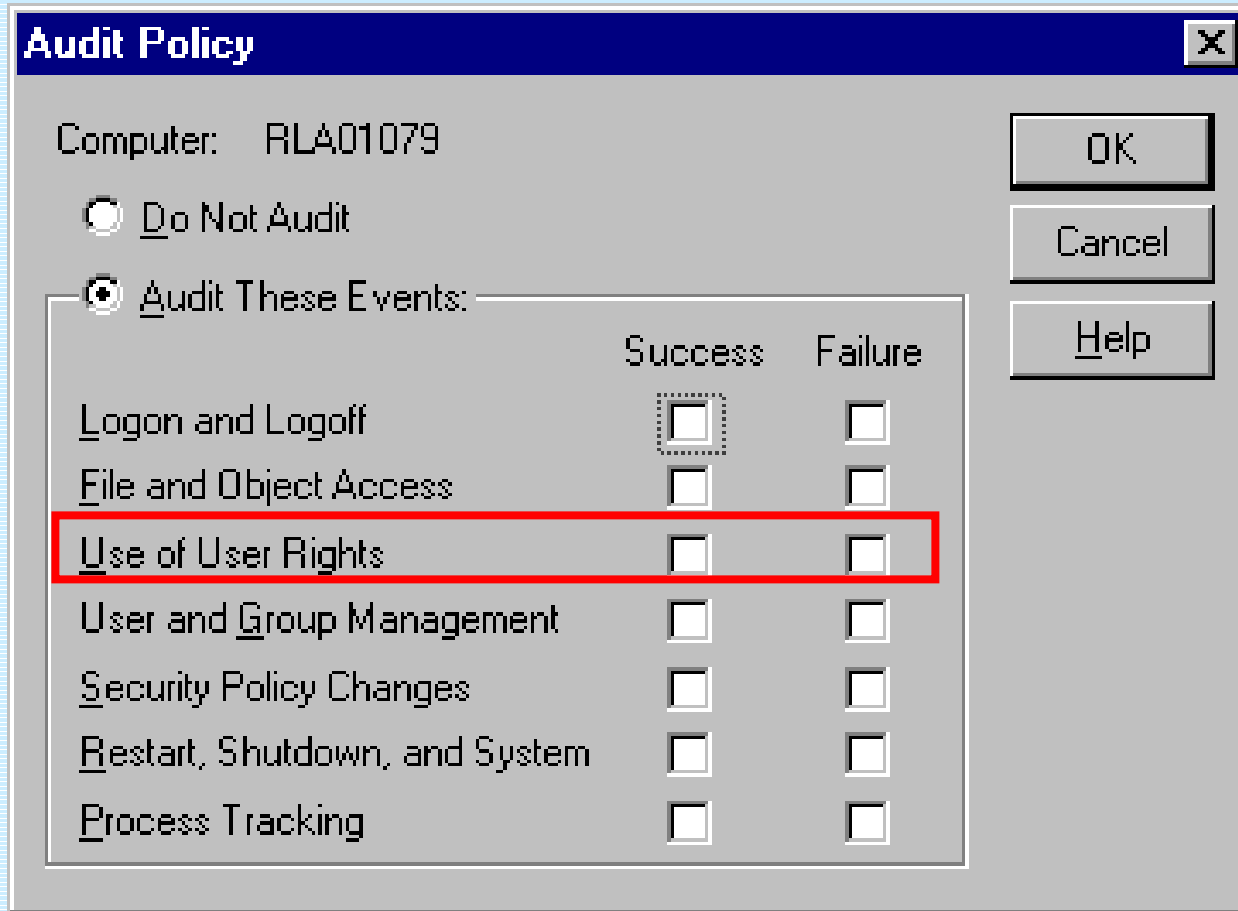 Audit Policy
Computer: RLA01079
Do Not Audit
Audit These Events:
Success Failure
Logon and Logoff
File and Object Access
Use of User Rights
User and Group Management
Security Policy Changes
Restart, Shutdown, and System
Process Tracking
OK
Cancel
Help